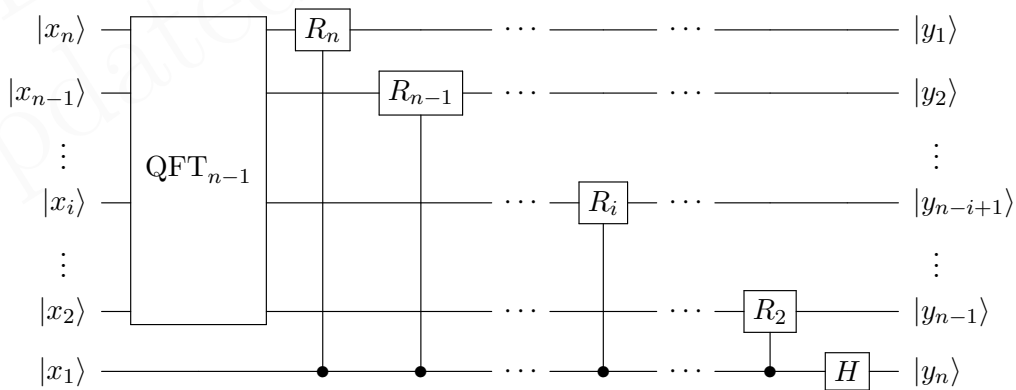 |x_n⟩ R_n ··· ··· |y_1⟩
|x_{n-1}⟩ R_{n-1} ··· ··· |y_2⟩
⋮ QFT_{n-1} ⋮
|x_i⟩ ··· R_i ··· |y_{n-i+1}⟩
⋮ ⋮
|x_2⟩ ··· ··· R_2 |y_{n-1}⟩
|x_1⟩ ··· ··· H |y_n⟩
pdated